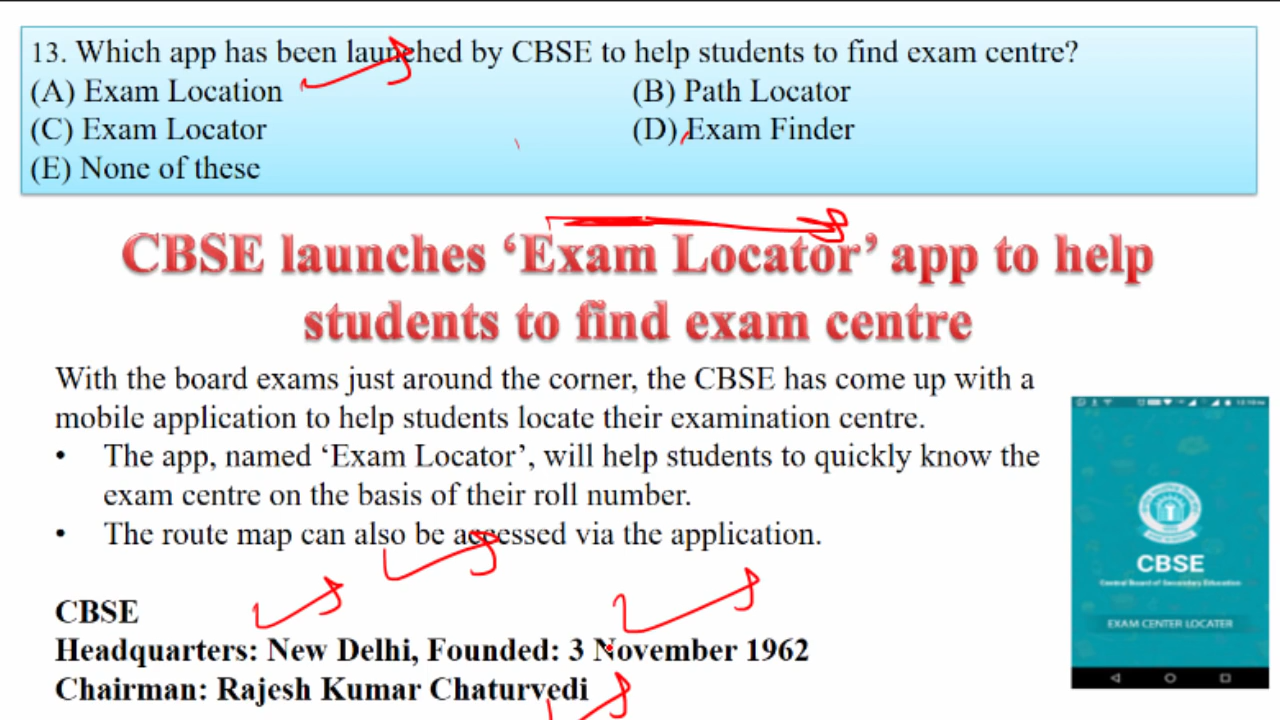 13. Which app has been launched by CBSE to help students to find exam centre?
(A) Exam Location (B) Path Locator
(C) Exam Locator (D) Exam Finder
(E) None of these
CBSE launches ‘Exam Locator’ app to help
students to find exam centre
With the board exams just around the corner, the CBSE has come up with a
mobile application to help students locate their examination centre.
• The app, named ‘Exam Locator’, will help students to quickly know the
exam centre on the basis of their roll number.
• The route map can also be accessed via the application.
CBSE
Central Board of Secondary Education
EXAM CENTER LOCATER
CBSE
Headquarters: New Delhi, Founded: 3 November 1962
Chairman: Rajesh Kumar Chaturvedi